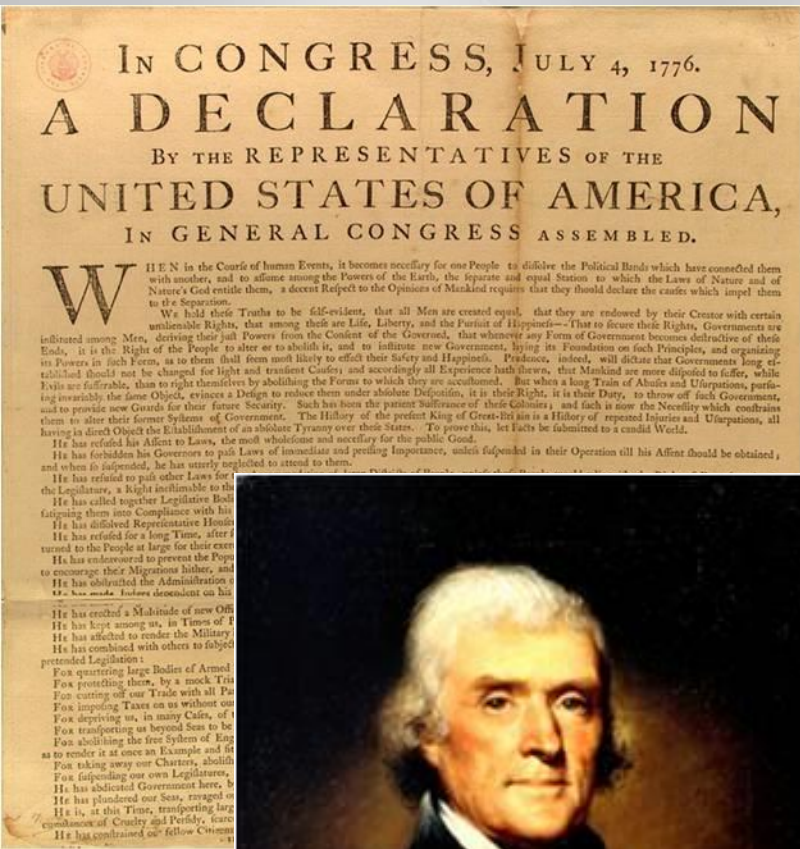 IN CONGRESS, JULY 4, 1776.
A DECLARATION
BY THE REPRESENTATIVES OF THE
UNITED STATES OF AMERICA,
IN GENERAL CONGRESS ASSEMBLED.
WHEN in the Courſe of human Events, it becomes neceſſary for one People to diſſolve the Political Bands which have connected them
with another, and to aſſume among the Powers of the Earth, the ſeparate and equal Station to which the Laws of Nature and of
Nature's God entitle them, a decent Reſpect to the Opinions of Mankind requires that they ſhould declare the cauſes which impel them
to the Separation.
We hold theſe Truths to be ſelf-evident, that all Men are created equal, that they are endowed by their Creator with certain
unalienable Rights, that among theſe are Life, Liberty, and the Purſuit of Happineſs—-That to ſecure theſe Rights, Governments are
inſtituted among Men, deriving their juſt Powers from the Conſent of the Governed, that whenever any Form of Government becomes deſtructive of theſe
Ends, it is the Right of the People to alter or to aboliſh it, and to inſtitute new Government, laying its Foundation on ſuch Principles, and organizing
its Powers in ſuch Form, as to them ſhall ſeem moſt likely to effect their Safety and Happineſs. Prudence, indeed, will dictate that Governments long eſ-
tabliſhed ſhould not be changed for light and tranſient Cauſes; and accordingly all Experience hath ſhewn, that Mankind are more diſpoſed to ſuffer, while
Evils are ſufferable, than to right themſelves by aboliſhing the Forms to which they are accuſtomed. But when a long Train of Abuſes and Uſurpations, purſu-
ing invariably the ſame Object, evinces a Deſign to reduce them under abſolute Deſpotiſm, it is their Right, it is their Duty, to throw off ſuch Government,
and to provide new Guards for their future Security. Such has been the patient Sufferance of theſe Colonies; and ſuch is now the Neceſſity which conſtrains
them to alter their former Syſtems of Government. The Hiſtory of the preſent King of Great-Britain is a Hiſtory of repeated Injuries and Uſurpations, all
having in direct Object the Eſtabliſhment of an abſolute Tyranny over theſe States. To prove this, let Facts be ſubmitted to a candid World.
HE has refuſed his Aſſent to Laws, the moſt wholeſome and neceſſary for the public Good.
HE has forbidden his Governors to paſs Laws of immediate and preſſing Importance, unleſs ſuſpended in their Operation till his Aſſent ſhould be obtained;
and when ſo ſuſpended, he has utterly neglected to attend to them.
HE has refuſed to paſs other Laws for
the Legiſlature, a Right ineſtimable to
HE has called together Legiſlative
fatiguing them into Compliance with his
HE has diſſolved Repreſentative
HE has refuſed for a long Time, after
turned to the People at large for their
HE has endeavoured to prevent the
to encourage their Migrations hither, and
HE has obſtructed the Adminiſtration
HE has made Judges dependent on his
HE has erected a Multitude of new
HE has kept among us, in Times of
HE has affected to render the Military
HE has combined with others to
pretended Legiſlation:
FOR quartering large Bodies of Armed
FOR protecting them, by a mock
FOR cutting off our Trade with all
FOR impoſing Taxes on us without
FOR depriving us, in many Caſes, of
FOR tranſporting us beyond Seas to be
FOR aboliſhing the free Syſtem of
as to render it at once an Example and
FOR taking away our Charters,
FOR ſuſpending our own Legiſlatures,
HE has abdicated Government here,
HE has plundered our Seas, ravaged
HE is, at this Time, tranſporting
cumſtances of Cruelty and Perfidy,
HE has conſtrained our fellow